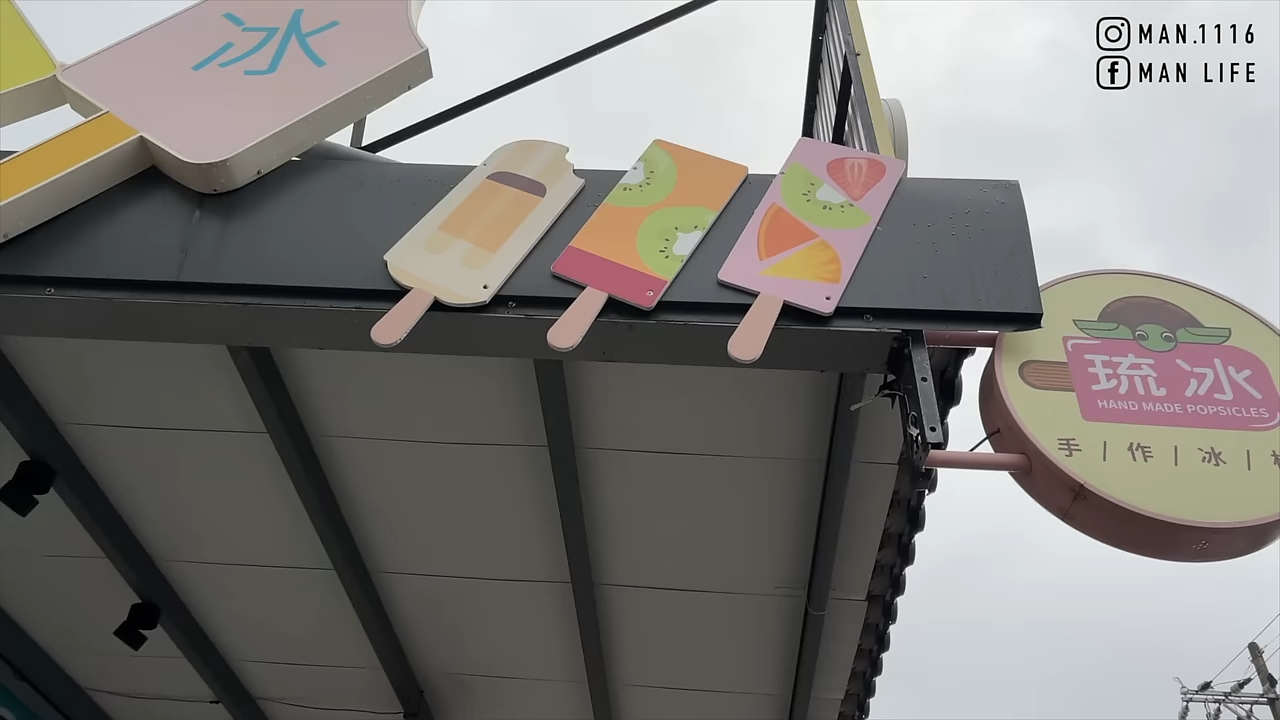 冰
MAN.1116
MAN LIFE
琉冰
HAND MADE POPSICLES
手｜作｜冰｜